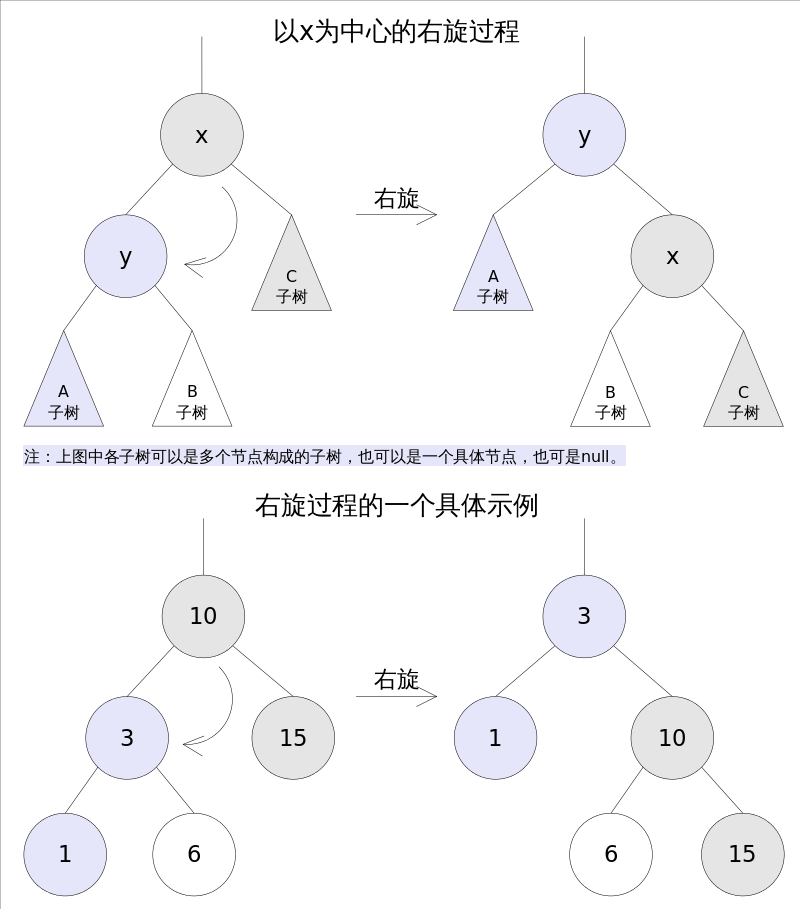 以x为中心的右旋过程
x
y
右旋
y
C
子树
A
子树
x
A
子树
B
子树
B
子树
C
子树
注：上图中各子树可以是多个节点构成的子树，也可以是一个具体节点，也可是null。
右旋过程的一个具体示例
10
3
右旋
3
15
1
10
1
6
6
15